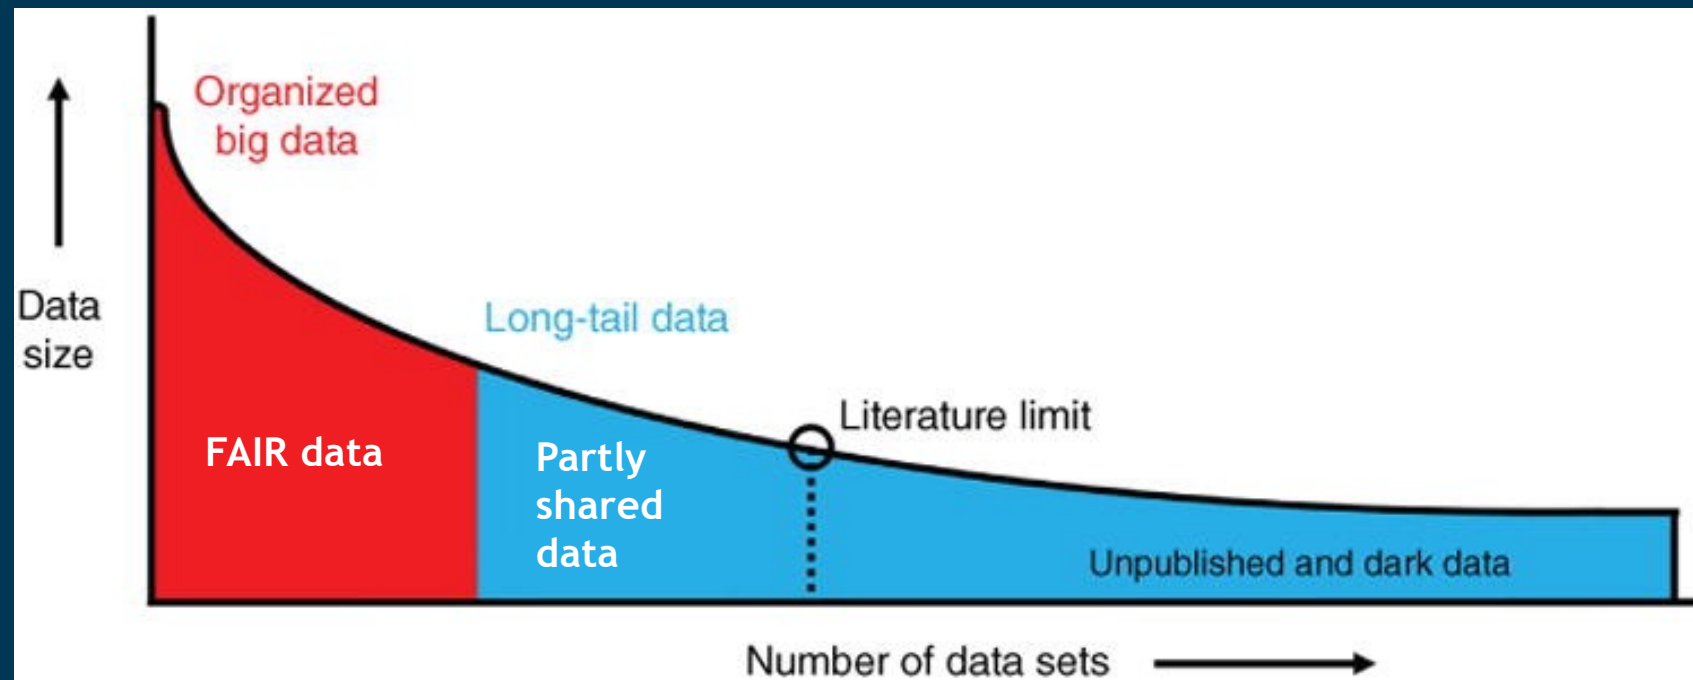 Organized
big data
Data
size
Long-tail data
Literature limit
FAIR data
Partly
shared
data
Unpublished and dark data
Number of data sets